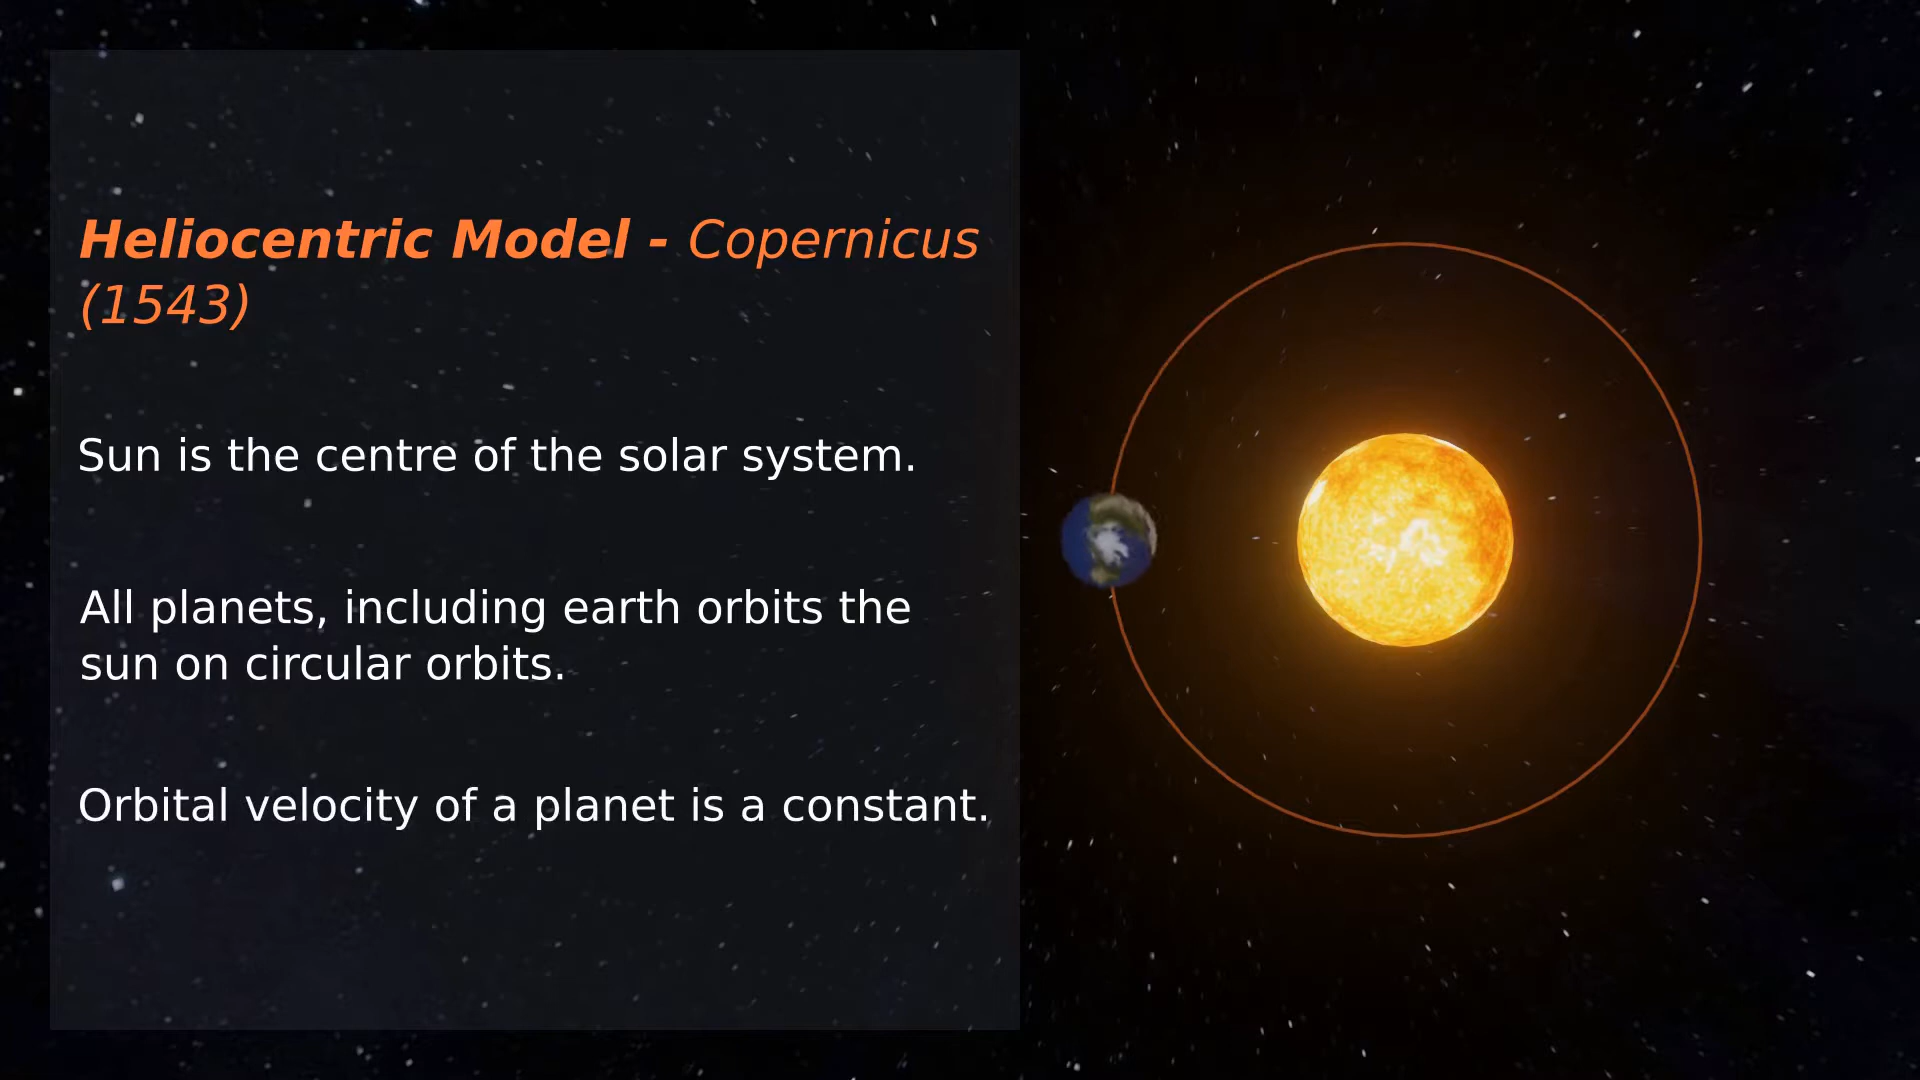 Heliocentric Model - Copernicus
(1543)
Sun is the centre of the solar system.
All planets, including earth orbits the
sun on circular orbits.
Orbital velocity of a planet is a constant.